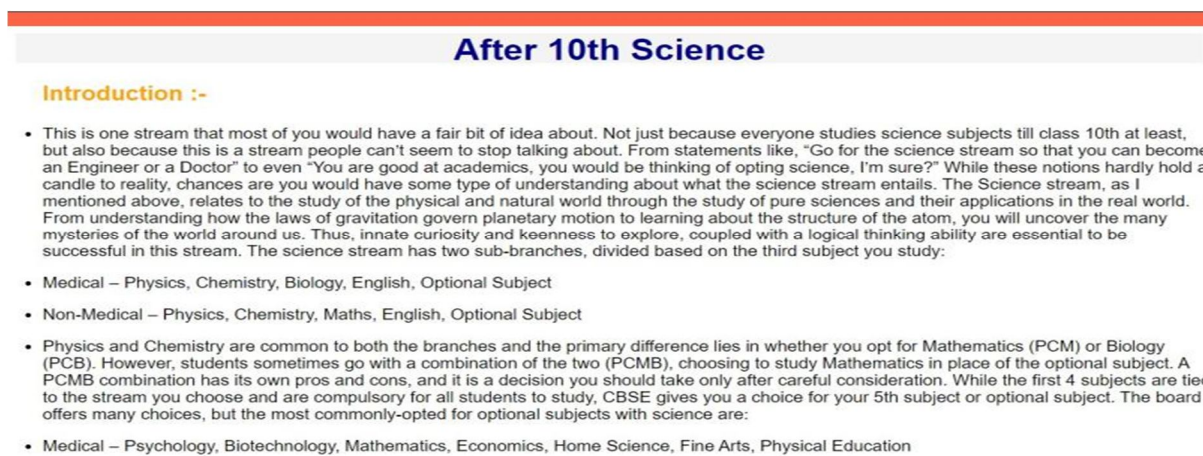 After 10th Science
Introduction :-
• This is one stream that most of you would have a fair bit of idea about. Not just because everyone studies science subjects till class 10th at least,
but also because this is a stream people can't seem to stop talking about. From statements like, “Go for the science stream so that you can become
an Engineer or a Doctor” to even “You are good at academics, you would be thinking of opting science, I'm sure?” While these notions hardly hold a
candle to reality, chances are you would have some type of understanding about what the science stream entails. The Science stream, as I
mentioned above, relates to the study of the physical and natural world through the study of pure sciences and their applications in the real world.
From understanding how the laws of gravitation govern planetary motion to learning about the structure of the atom, you will uncover the many
mysteries of the world around us. Thus, innate curiosity and keenness to explore, coupled with a logical thinking ability are essential to be
successful in this stream. The science stream has two sub-branches, divided based on the third subject you study:
• Medical – Physics, Chemistry, Biology, English, Optional Subject
• Non-Medical – Physics, Chemistry, Maths, English, Optional Subject
• Physics and Chemistry are common to both the branches and the primary difference lies in whether you opt for Mathematics (PCM) or Biology
(PCB). However, students sometimes go with a combination of the two (PCMB), choosing to study Mathematics in place of the optional subject. A
PCMB combination has its own pros and cons, and it is a decision you should take only after careful consideration. While the first 4 subjects are tied
to the stream you choose and are compulsory for all students to study, CBSE gives you a choice for your 5th subject or optional subject. The board
offers many choices, but the most commonly-opted for optional subjects with science are:
• Medical – Psychology, Biotechnology, Mathematics, Economics, Home Science, Fine Arts, Physical Education